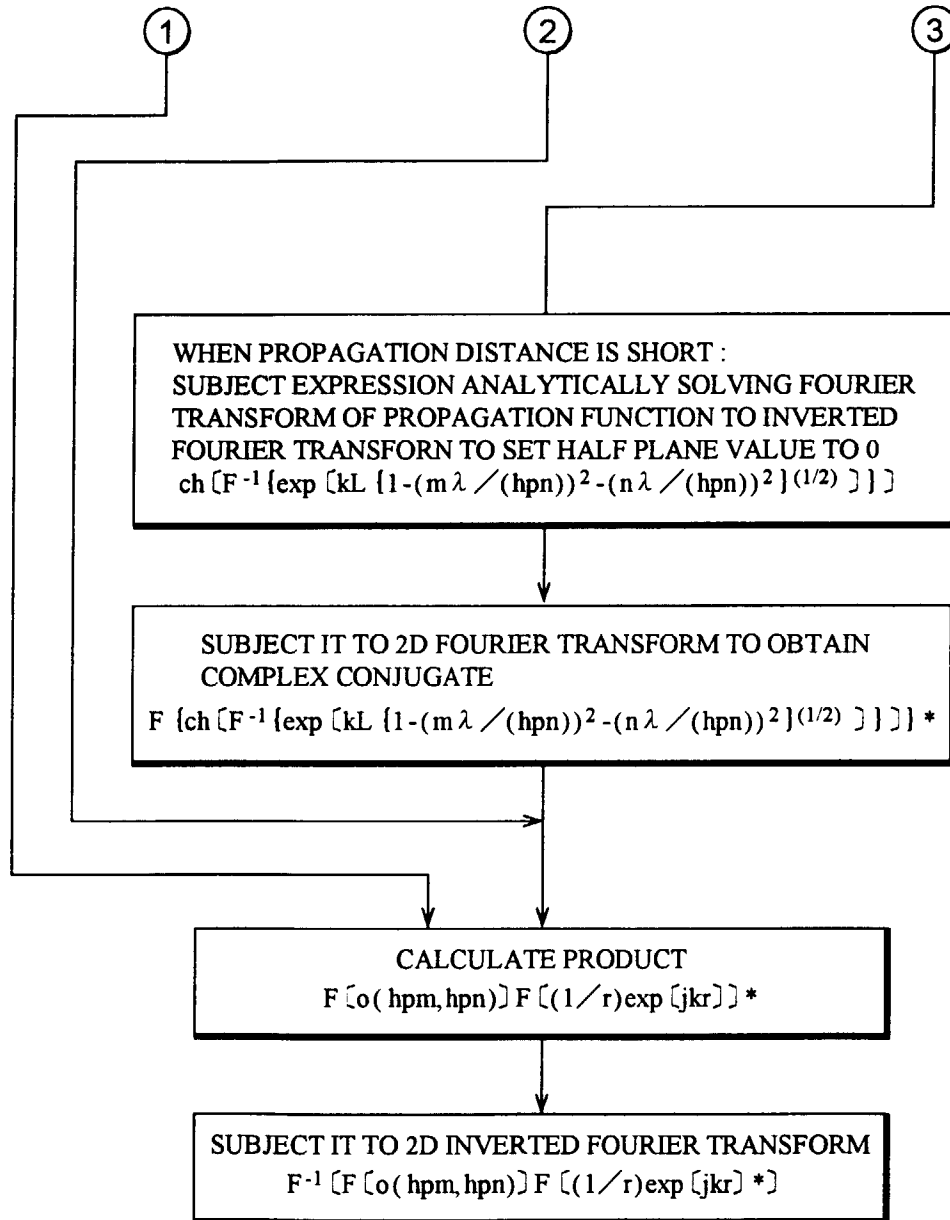 1 2 3
WHEN PROPAGATION DISTANCE IS SHORT :
SUBJECT EXPRESSION ANALYTICALLY SOLVING FOURIER
TRANSFORM OF PROPAGATION FUNCTION TO INVERTED
FOURIER TRANSFORN TO SET HALF PLANE VALUE TO 0
ch〔F⁻¹{exp〔kL {1-(mλ／(hpn))²-(nλ／(hpn))²}⁽¹/²⁾ 〕}〕
SUBJECT IT TO 2D FOURIER TRANSFORM TO OBTAIN
COMPLEX CONJUGATE
F {ch〔F⁻¹{exp〔kL {1-(mλ／(hpn))²-(nλ／(hpn))²}⁽¹/²⁾ 〕}〕} *
CALCULATE PRODUCT
F〔o( hpm, hpn)〕F〔(1／r)exp〔jkr〕〕*
SUBJECT IT TO 2D INVERTED FOURIER TRANSFORM
F⁻¹〔F〔o( hpm, hpn)〕F〔(1／r)exp〔jkr〕*〕